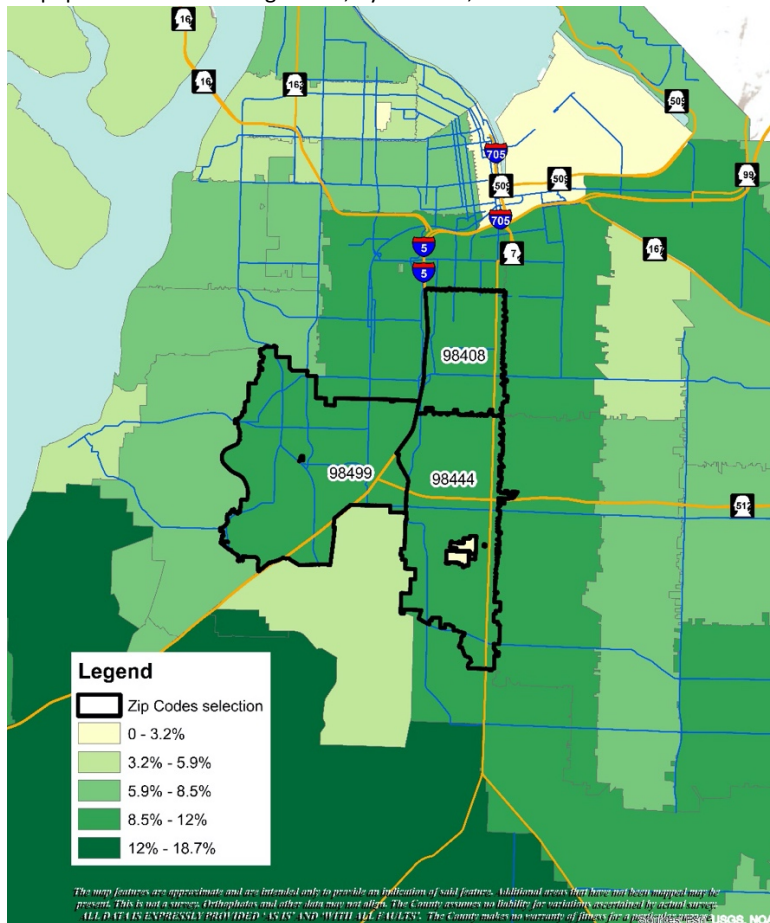 16
16
163
509
99
705
509
509
705
5
7
167
5
98408
98499
98444
512
Legend
Zip Codes selection
0 - 3.2%
3.2% - 5.9%
5.9% - 8.5%
8.5% - 12%
12% - 18.7%
The map features are approximate and are intended only to provide an indication of said feature. Additional areas that have not been mapped may be
present. This is not a survey. Orthophotos and other data may not align. The County assumes no liability for variations ascertained by actual survey.
ALL DATA IS EXPRESSLY PROVIDED 'AS IS' AND 'WITH ALL FAULTS'. The County makes no warranty of fitness for a particular purpose.
USGS, NO